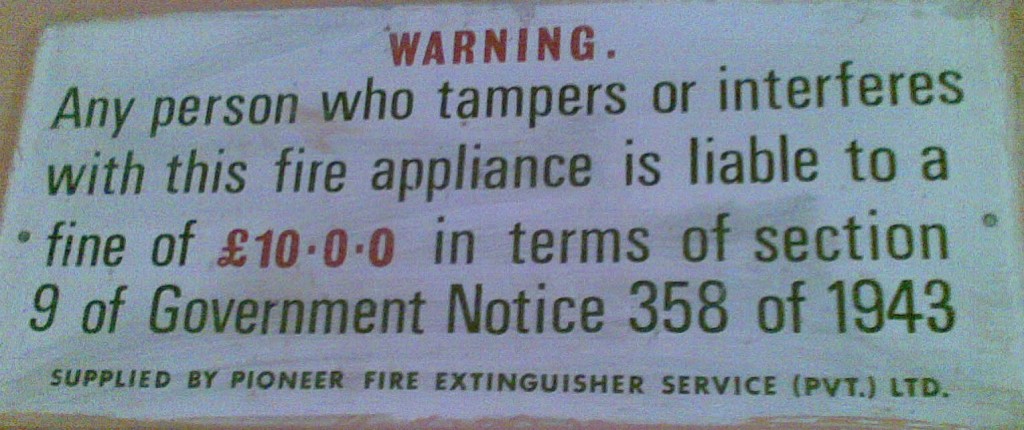 WARNING.
Any person who tampers or interferes
with this fire appliance is liable to a
fine of £10·0·0 in terms of section
9 of Government Notice 358 of 1943
SUPPLIED BY PIONEER FIRE EXTINGUISHER SERVICE (PVT.) LTD.